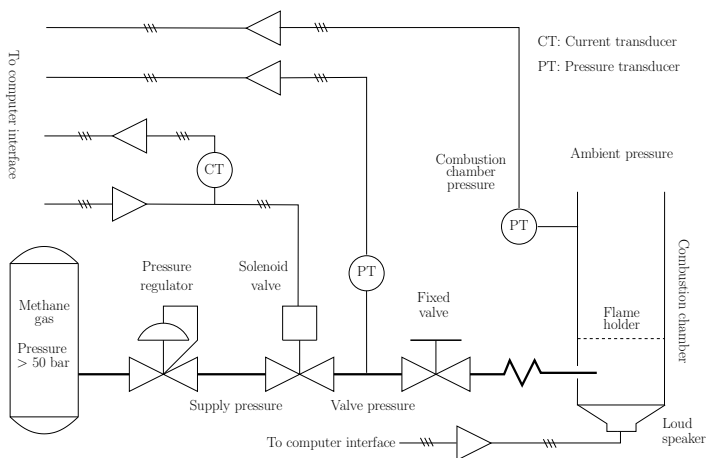 CT: Current transducer
PT: Pressure transducer
To computer interface
CT
Combustion
chamber
pressure
Ambient pressure
PT
Combustion chamber
Pressure
regulator
Solenoid
valve
PT
Fixed
valve
Methane
gas
Pressure
> 50 bar
Flame
holder
Supply pressure
Valve pressure
To computer interface
Loud
speaker